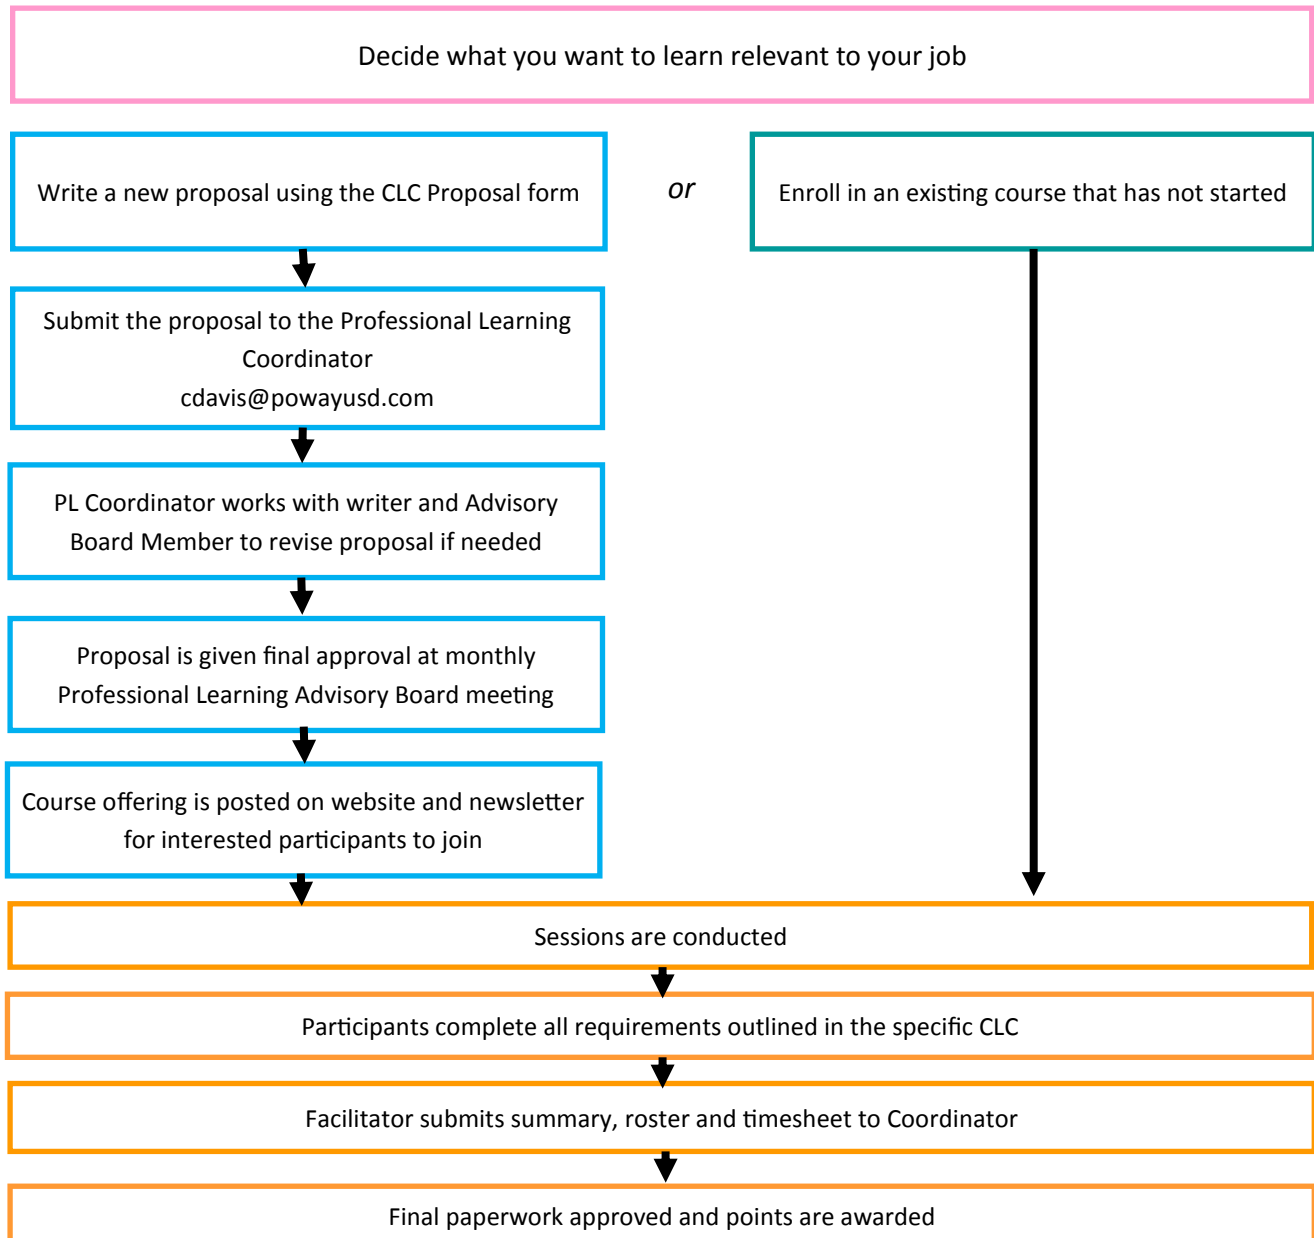 Decide what you want to learn relevant to your job
Write a new proposal using the CLC Proposal form
or
Enroll in an existing course that has not started
Submit the proposal to the Professional Learning
Coordinator
cdavis@powayusd.com
PL Coordinator works with writer and Advisory
Board Member to revise proposal if needed
Proposal is given final approval at monthly
Professional Learning Advisory Board meeting
Course offering is posted on website and newsletter
for interested participants to join
Sessions are conducted
Participants complete all requirements outlined in the specific CLC
Facilitator submits summary, roster and timesheet to Coordinator
Final paperwork approved and points are awarded